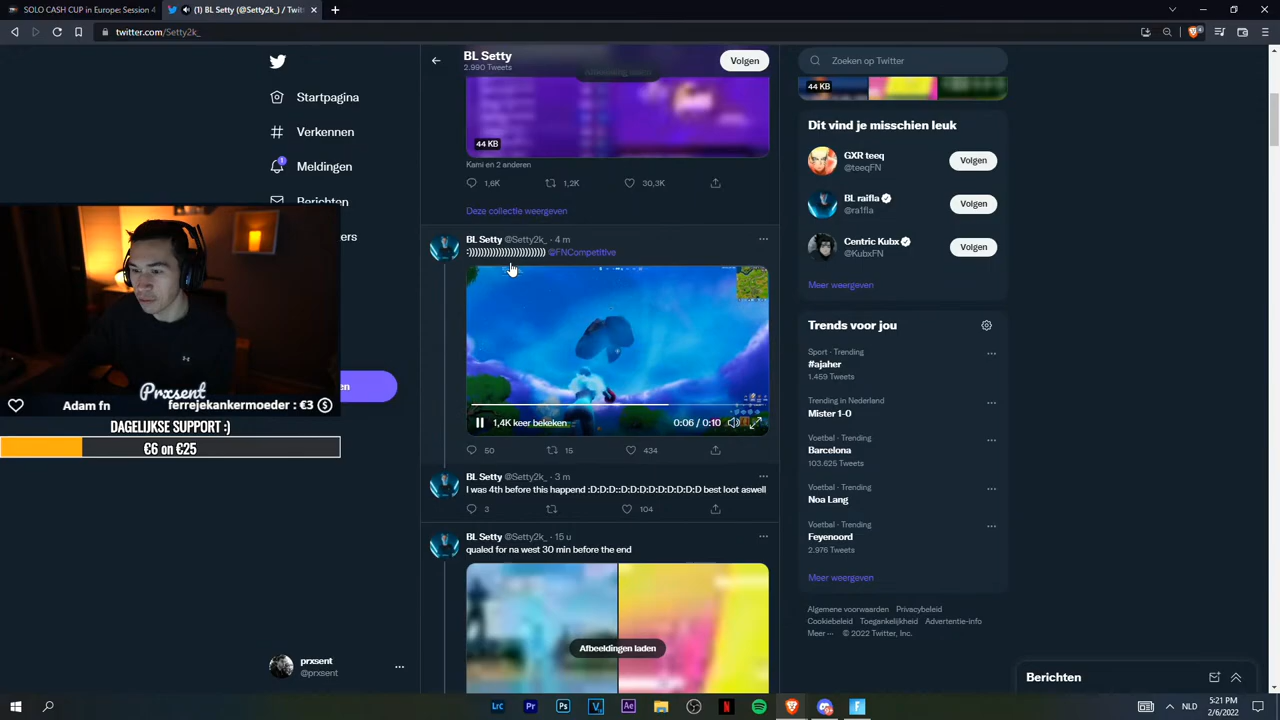 SOLO CASH CUP in Europe: Session 4
(1) BL Setty (@Setty2k_) / Twitt
twitter.com/Setty2k_
BL Setty
2.990 Tweets
Volgen
44 KB
Kami en 2 anderen
1,6K 1,2K 30,3K
Deze collectie weergeven
BL Setty @Setty2k_ · 4 m
@FNCompetitive
1,4K keer bekeken
0:06 / 0:10
50 15 434
BL Setty @Setty2k_ · 3 m
I was 4th before this happend :D:D:D::D:D:D:D:D:D:D:D best loot aswell
3 104
BL Setty @Setty2k_ · 15 u
qualed for na west 30 min before the end
Afbeeldingen laden
Startpagina
Verkennen
1
Meldingen
Berichten
Prxsent
Adam fn
ferrejekankermoeder : €3
DAGELIJKSE SUPPORT :)
€6 on €25
prxsent
@prxsent
Zoeken op Twitter
44 KB
Dit vind je misschien leuk
GXR teeq
@teeqFN
Volgen
BL raifla
@ra1fla
Volgen
Centric Kubx
@KubxFN
Volgen
Meer weergeven
Trends voor jou
Sport · Trending
#ajaher
1.459 Tweets
Trending in Nederland
Mister 1-0
Voetbal · Trending
Barcelona
103.625 Tweets
Voetbal · Trending
Noa Lang
Voetbal · Trending
Feyenoord
2.976 Tweets
Meer weergeven
Algemene voorwaarden Privacybeleid
Cookiebeleid Toegankelijkheid Advertentie-info
Meer ··· © 2022 Twitter, Inc.
Berichten
Lrc Pr Ps V Ae N F
NLD
5:21 PM
2/6/2022